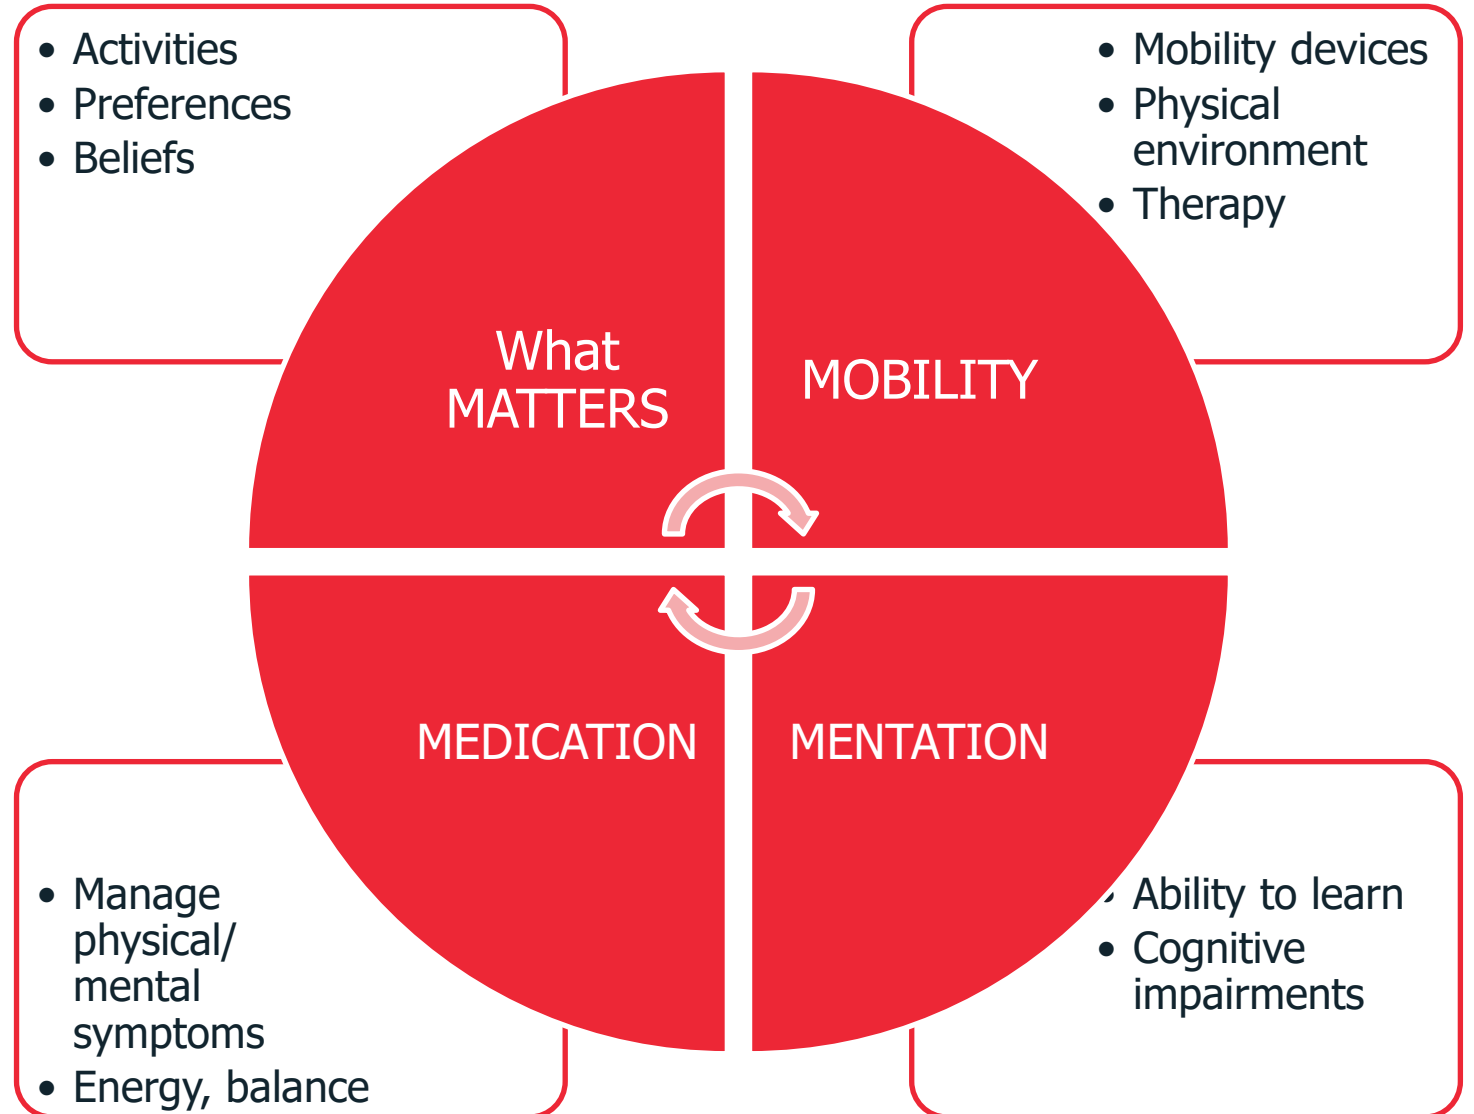 • Activities
• Preferences
• Beliefs
• Mobility devices
• Physical
environment
• Therapy
What
MATTERS
MOBILITY
MEDICATION
MENTATION
• Manage
physical/
mental
symptoms
• Energy, balance
• Ability to learn
• Cognitive
impairments